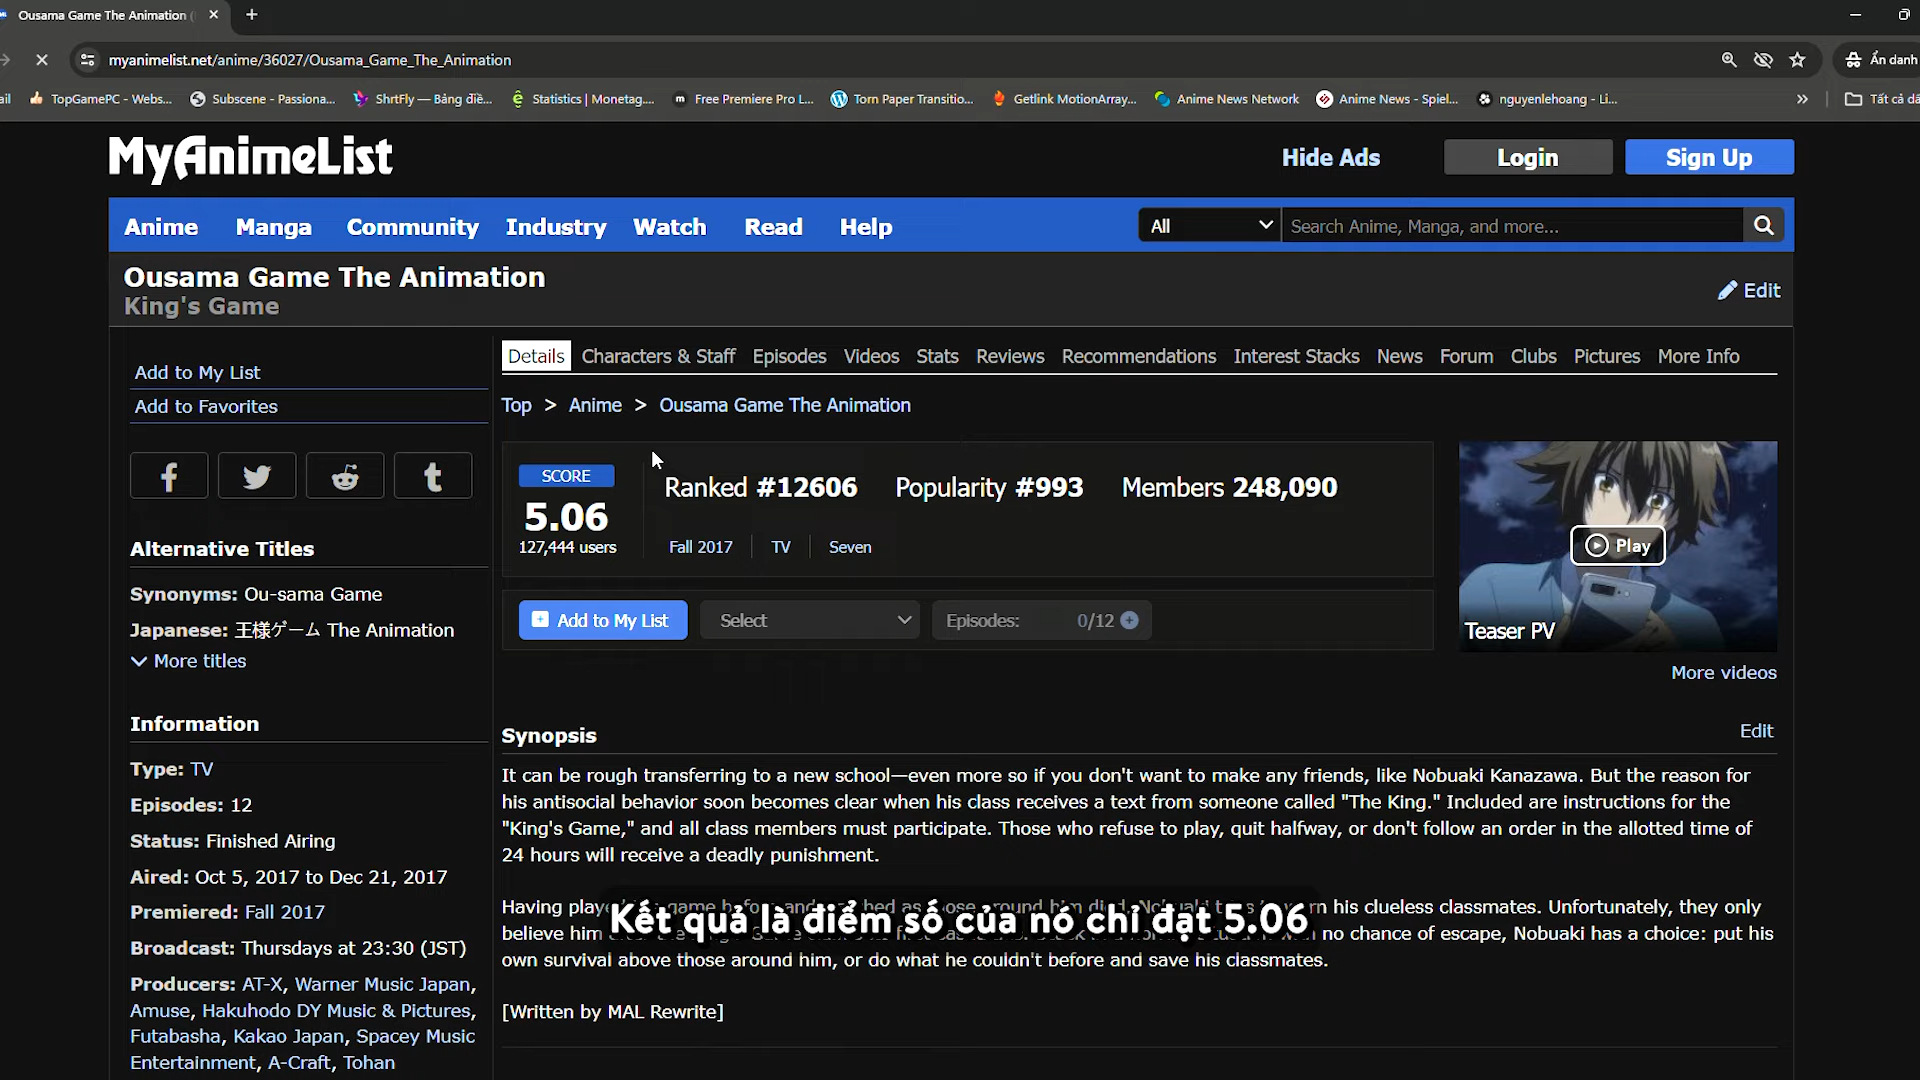 Ousama Game The Animation (
myanimelist.net/anime/36027/Ousama_Game_The_Animation
Ẩn danh
ail
TopGamePC - Webs...
Subscene - Passiona...
ShrtFly — Bảng điề...
Statistics | Monetag....
Free Premiere Pro L...
Torn Paper Transitio...
Getlink MotionArray...
Anime News Network
Anime News - Spiel...
nguyenlehoang - Li...
»
Tất cả dấ
MyAnimeList
Hide Ads
Login
Sign Up
Anime
Manga
Community
Industry
Watch
Read
Help
All
Search Anime, Manga, and more...
Ousama Game The Animation
King's Game
Edit
Add to My List
Add to Favorites
Alternative Titles
Synonyms: Ou-sama Game
Japanese: 王様ゲーム The Animation
More titles
Information
Type: TV
Episodes: 12
Status: Finished Airing
Aired: Oct 5, 2017 to Dec 21, 2017
Premiered: Fall 2017
Broadcast: Thursdays at 23:30 (JST)
Producers: AT-X, Warner Music Japan,
Amuse, Hakuhodo DY Music & Pictures,
Futabasha, Kakao Japan, Spacey Music
Entertainment, A-Craft, Tohan
Details
Characters & Staff
Episodes
Videos
Stats
Reviews
Recommendations
Interest Stacks
News
Forum
Clubs
Pictures
More Info
Top > Anime > Ousama Game The Animation
SCORE
5.06
127,444 users
Ranked #12606
Popularity #993
Members 248,090
Fall 2017
TV
Seven
Add to My List
Select
Episodes: 0/12
Play
Teaser PV
More videos
Synopsis
Edit
It can be rough transferring to a new school—even more so if you don't want to make any friends, like Nobuaki Kanazawa. But the reason for
his antisocial behavior soon becomes clear when his class receives a text from someone called "The King." Included are instructions for the
"King's Game," and all class members must participate. Those who refuse to play, quit halfway, or don't follow an order in the allotted time of
24 hours will receive a deadly punishment.
Having his clueless classmates. Unfortunately, they only
believe him no chance of escape, Nobuaki has a choice: put his
own survival above those around him, or do what he couldn't before and save his classmates.
[Written by MAL Rewrite]
Kết quả là điểm số của nó chỉ đạt 5.06